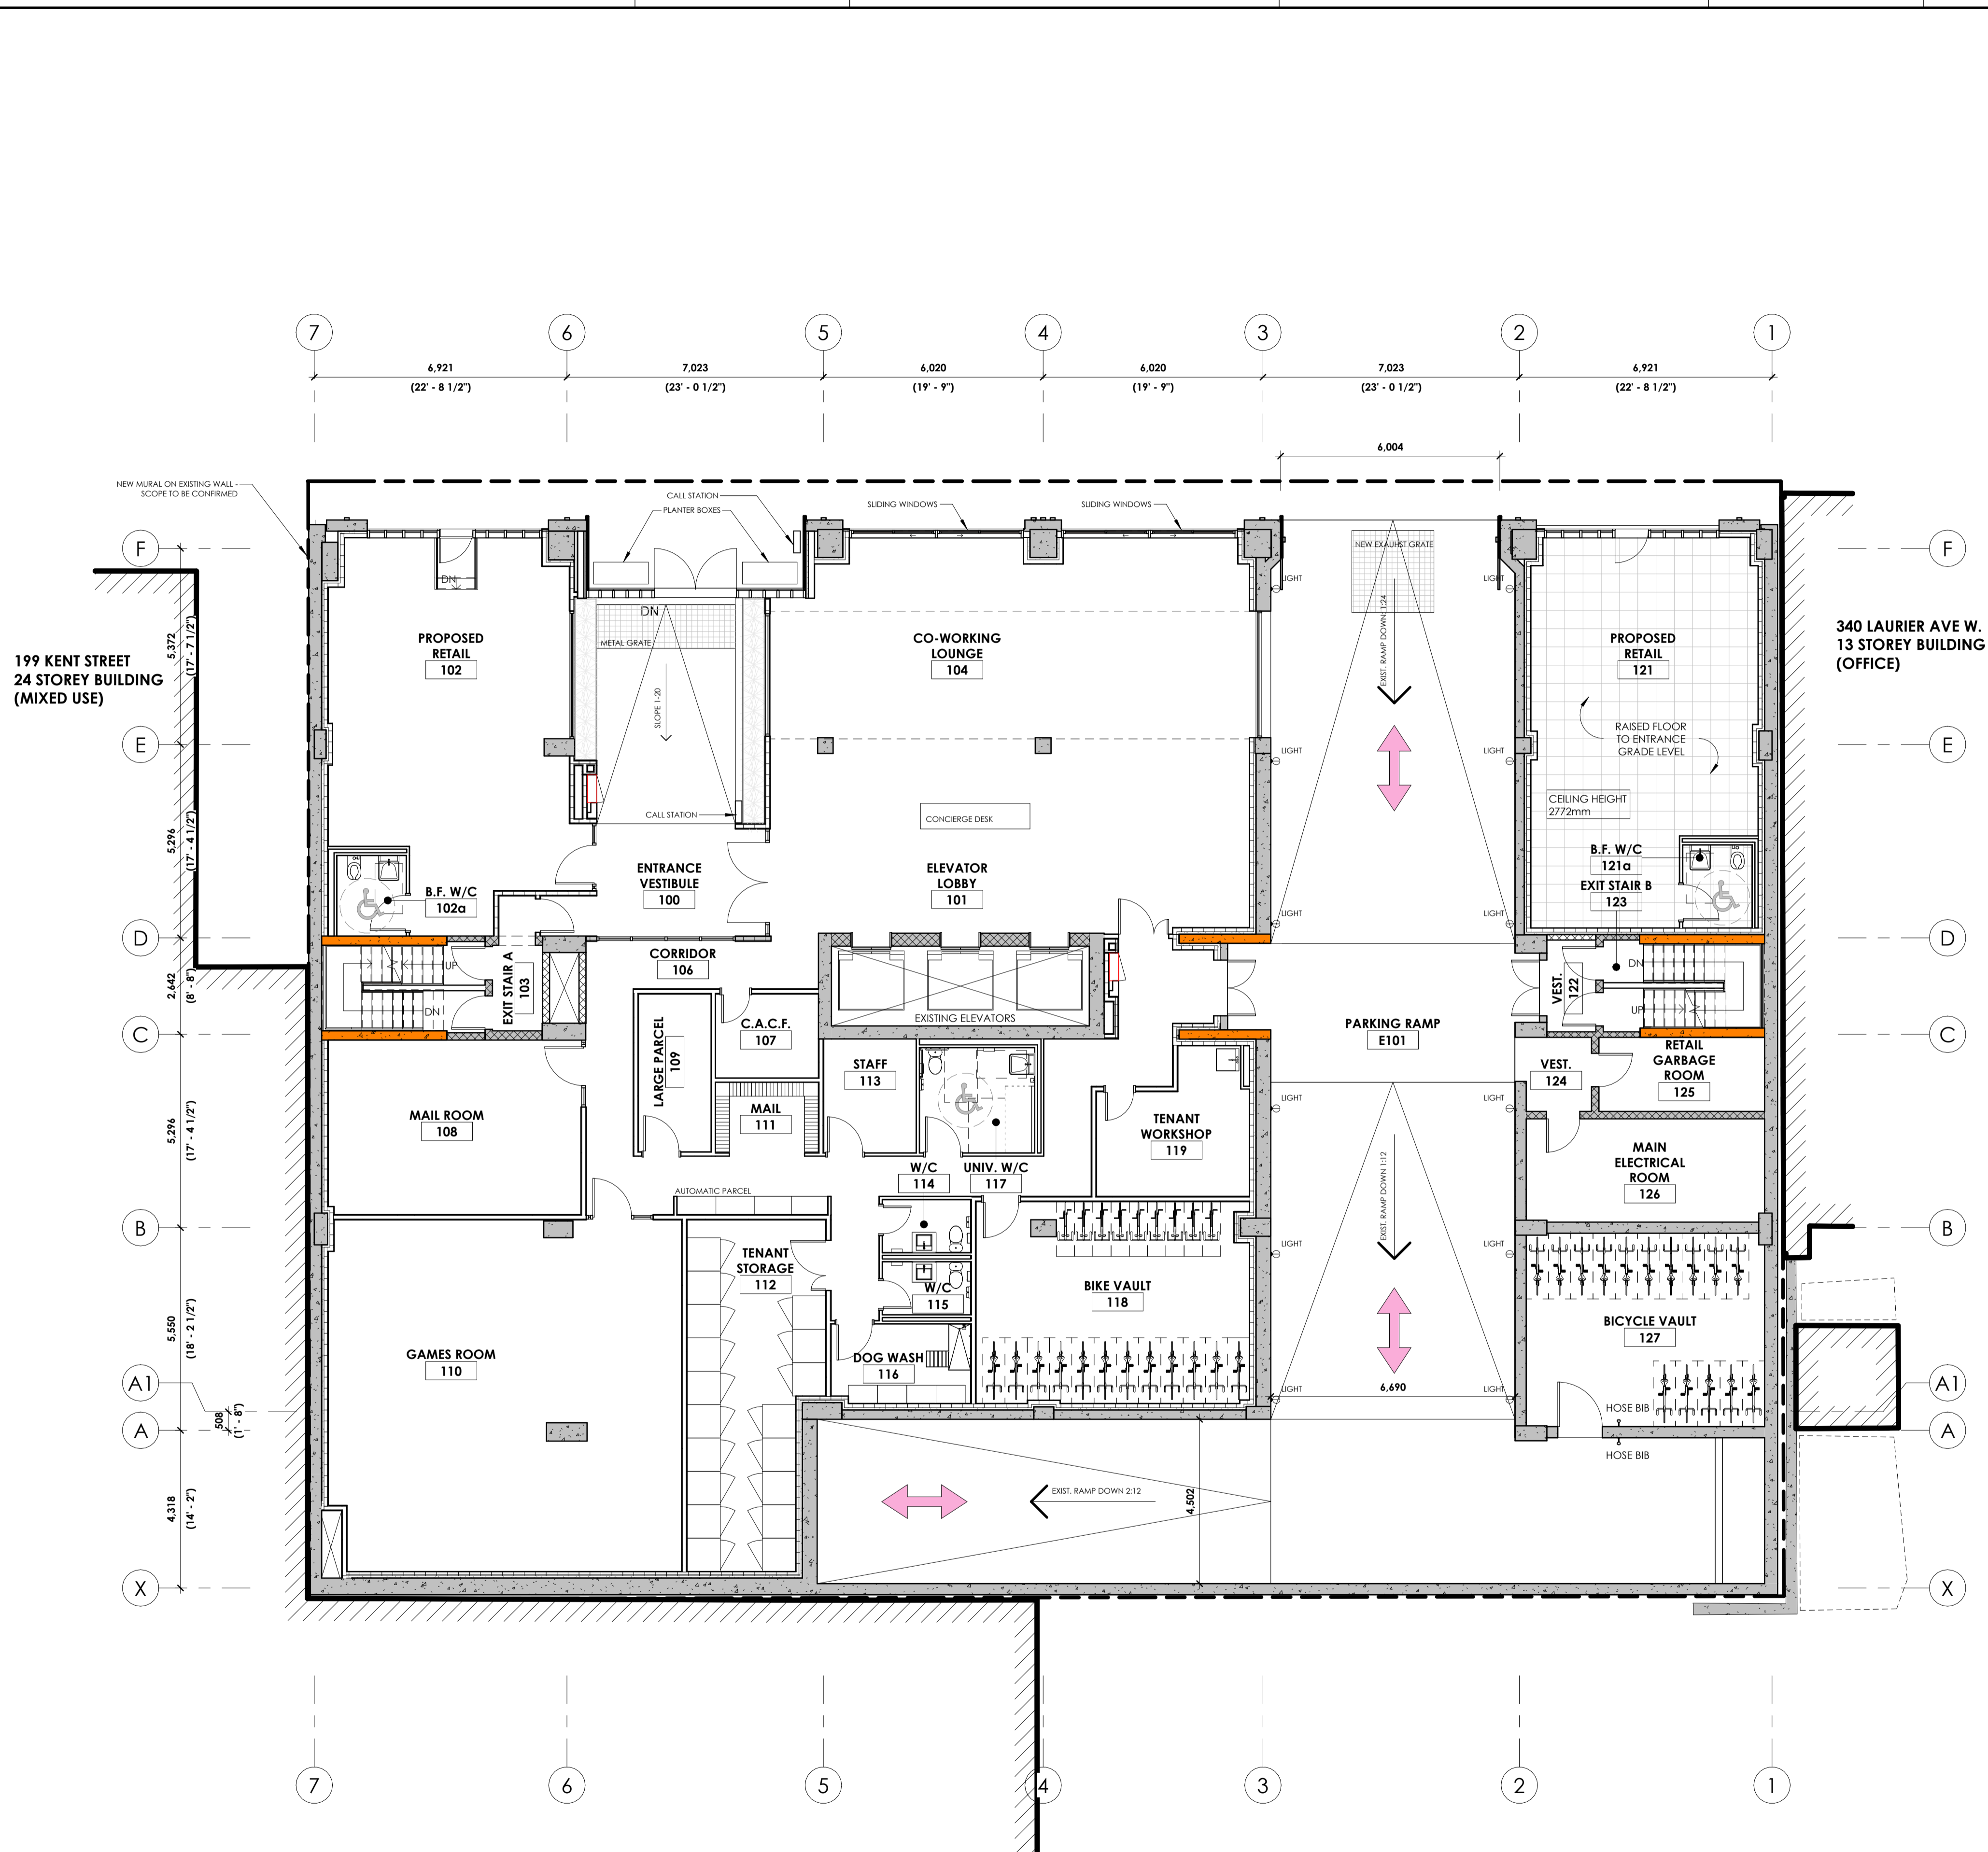 7
6
5
4
3
2
1
6,921
7,023
6,020
6,020
7,023
6,921
(22' - 8 1/2")
(23' - 0 1/2")
(19' - 9")
(19' - 9")
(23' - 0 1/2")
(22' - 8 1/2")
6,004
NEW MURAL ON EXISTING WALL -
SCOPE TO BE CONFIRMED
CALL STATION
PLANTER BOXES
SLIDING WINDOWS
SLIDING WINDOWS
F
F
NEW EXAUHST GRATE
LIGHT
LIGHT
DN
DN
METAL GRATE
EXIST. RAMP DOWN: 1:24
5,372
(17' - 7 1/2")
199 KENT STREET
24 STOREY BUILDING
(MIXED USE)
PROPOSED
RETAIL
102
CO-WORKING
LOUNGE
104
PROPOSED
RETAIL
121
340 LAURIER AVE W.
13 STOREY BUILDING
(OFFICE)
SLOPE 1-20
RAISED FLOOR
TO ENTRANCE
GRADE LEVEL
E
E
LIGHT
LIGHT
CEILING HEIGHT
2772mm
CALL STATION
CONCIERGE DESK
5,296
(17' - 4 1/2")
B.F. W/C
121a
ENTRANCE
VESTIBULE
100
ELEVATOR
LOBBY
101
B.F. W/C
102a
EXIT STAIR B
123
LIGHT
LIGHT
D
D
CORRIDOR
106
UP
DN
EXIT STAIR A
103
2,642
(8' - 8")
DN
UP
VEST.
122
EXISTING ELEVATORS
PARKING RAMP
E101
C
C
C.A.C.F.
107
LARGE PARCEL
109
STAFF
113
VEST.
124
RETAIL
GARBAGE
ROOM
125
LIGHT
LIGHT
MAIL ROOM
108
MAIL
111
TENANT
WORKSHOP
119
5,296
(17' - 4 1/2")
MAIN
ELECTRICAL
ROOM
126
W/C
114
UNIV. W/C
117
EXIST. RAMP DOWN 1:12
AUTOMATIC PARCEL
B
B
LIGHT
LIGHT
TENANT
STORAGE
112
W/C
115
BIKE VAULT
118
BICYCLE VAULT
127
5,550
(18' - 2 1/2")
GAMES ROOM
110
DOG WASH
116
A1
A1
LIGHT
6,690
LIGHT
508
(1' - 8")
HOSE BIB
A
A
HOSE BIB
EXIST. RAMP DOWN 2:12
4,502
4,318
(14' - 2")
X
X
7
6
5
4
3
2
1